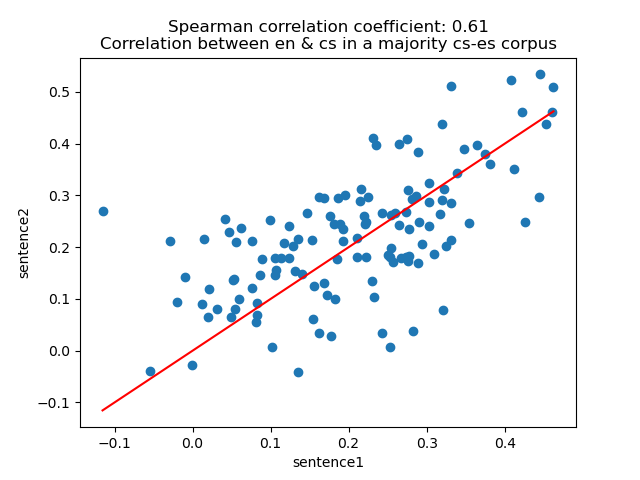 Spearman correlation coefficient: 0.61
Correlation between en & cs in a majority cs-es corpus
sentence2
0.5
0.4
0.3
0.2
0.1
0.0
−0.1
−0.1 0.0 0.1 0.2 0.3 0.4
sentence1